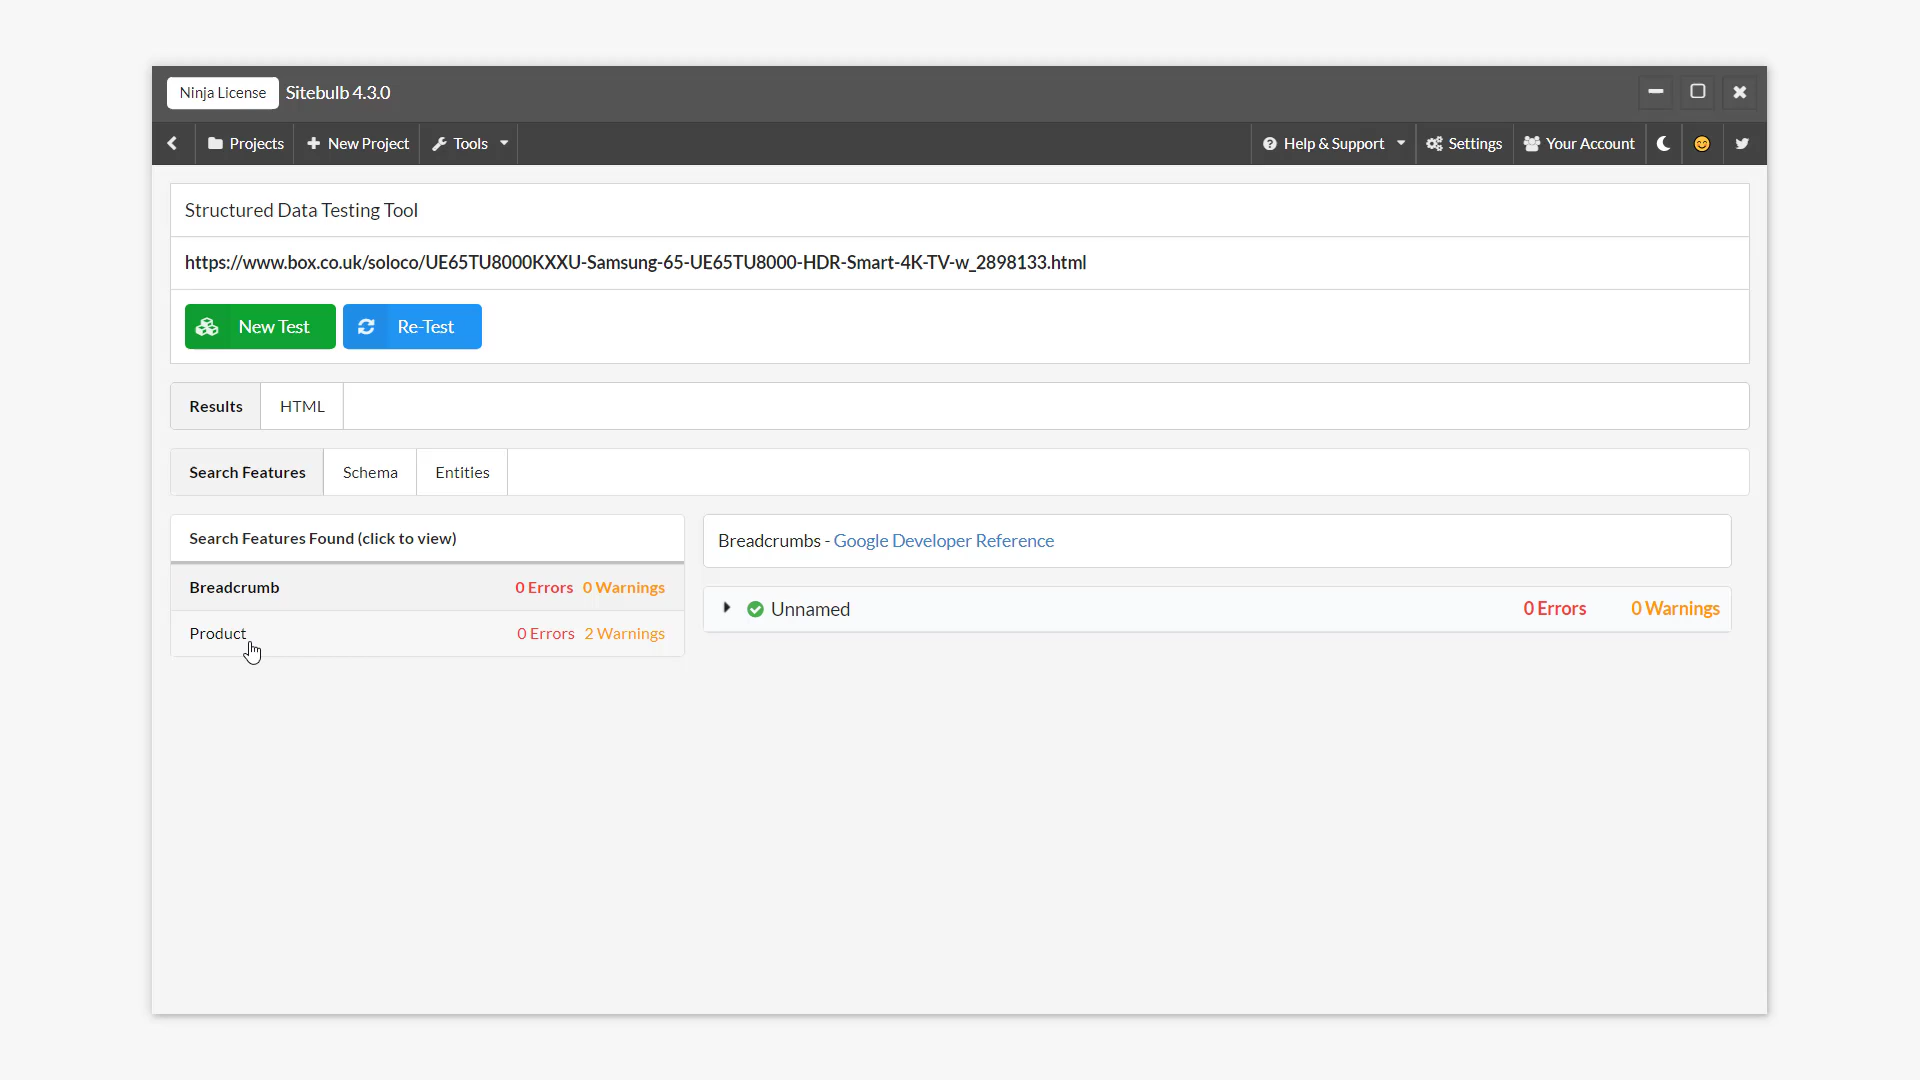 Ninja License Sitebulb 4.3.0
Projects New Project Tools Help & Support Settings Your Account
Structured Data Testing Tool
https://www.box.co.uk/soloco/UE65TU8000KXXU-Samsung-65-UE65TU8000-HDR-Smart-4K-TV-w_2898133.html
New Test Re-Test
Results HTML
Search Features Schema Entities
Search Features Found (click to view)
Breadcrumb 0 Errors 0 Warnings
Product 0 Errors 2 Warnings
Breadcrumbs - Google Developer Reference
Unnamed 0 Errors 0 Warnings